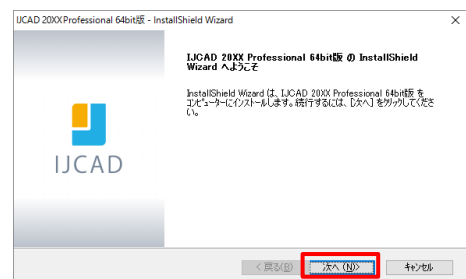 IJCAD 20XX Professional 64bit版 - InstallShield Wizard
IJCAD 20XX Professional 64bit版 の InstallShield
Wizard へようこそ
InstallShield Wizard は、IJCAD 20XX Professional 64bit版 を
コンピューターにインストールします。続行するには、[次へ] をクリックしてくださ
い。
IJCAD
< 戻る(B)
次へ (N)>
キャンセル